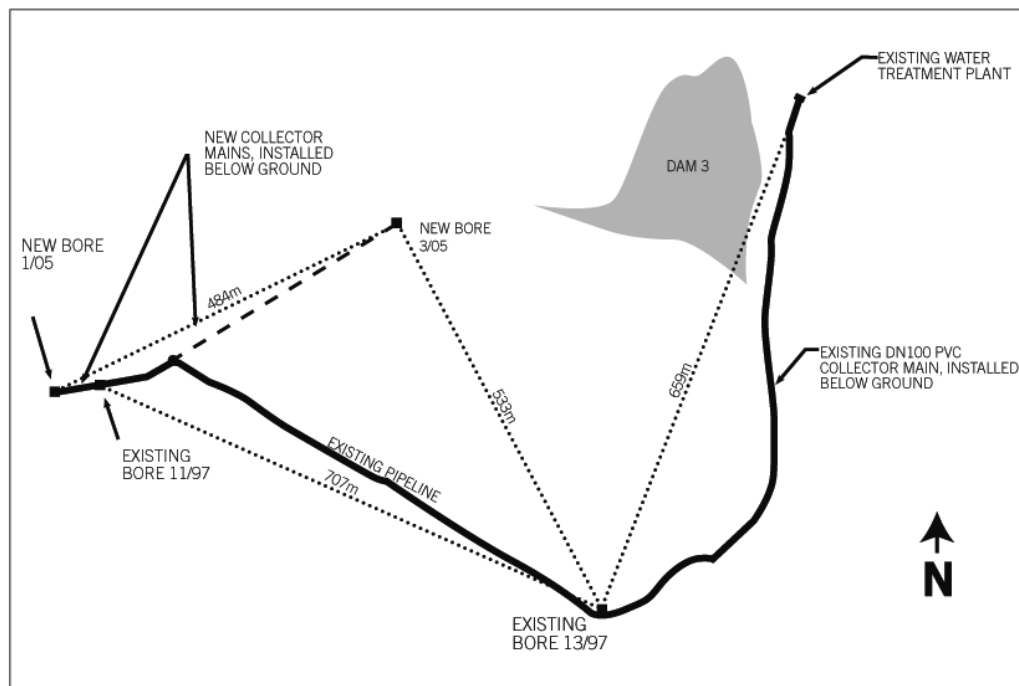 EXISTING WATER
TREATMENT PLANT
NEW COLLECTOR
MAINS, INSTALLED
BELOW GROUND
DAM 3
NEW BORE
3/05
NEW BORE
1/05
484m
533m
659m
EXISTING DN100 PVC
COLLECTOR MAIN, INSTALLED
BELOW GROUND
EXISTING
BORE 11/97
EXISTING PIPELINE
707m
N
EXISTING
BORE 13/97